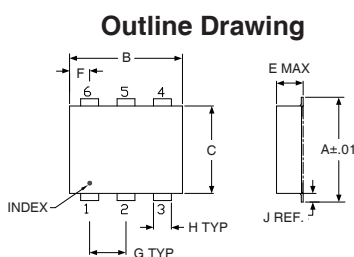 Outline Drawing
B
E MAX
F
6 5 4
C
A±.01
INDEX
J REF.
1 2 3
H TYP
G TYP